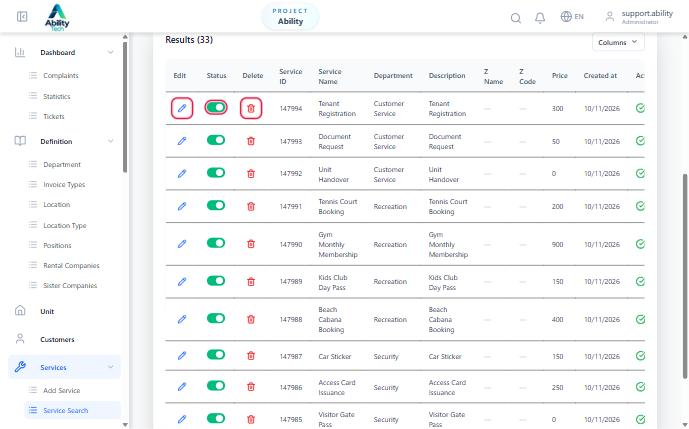 Ability
Tech
PROJECT
Ability
EN
support.ability
Administrator
Dashboard
Complaints
Statistics
Tickets
Definition
Department
Invoice Types
Location
Location Type
Positions
Rental Companies
Sister Companies
Unit
Customers
Services
Add Service
Service Search
Results (33)
Columns
Edit Status Delete Service ID Service Name Department Description Z Name Z Code Price Created at Ac
147994 Tenant Registration Customer Service Tenant Registration — — 300 10/11/2026
147993 Document Request Customer Service Document Request — — 50 10/11/2026
147992 Unit Handover Customer Service Unit Handover — — 0 10/11/2026
147991 Tennis Court Booking Recreation Tennis Court Booking — — 200 10/11/2026
147990 Gym Monthly Membership Recreation Gym Monthly Membership — — 900 10/11/2026
147989 Kids Club Day Pass Recreation Kids Club Day Pass — — 150 10/11/2026
147988 Beach Cabana Booking Recreation Beach Cabana Booking — — 400 10/11/2026
147987 Car Sticker Security Car Sticker — — 150 10/11/2026
147986 Access Card Issuance Security Access Card Issuance — — 250 10/11/2026
147985 Visitor Gate Pass Security Visitor Gate Pass — — 0 10/11/2026